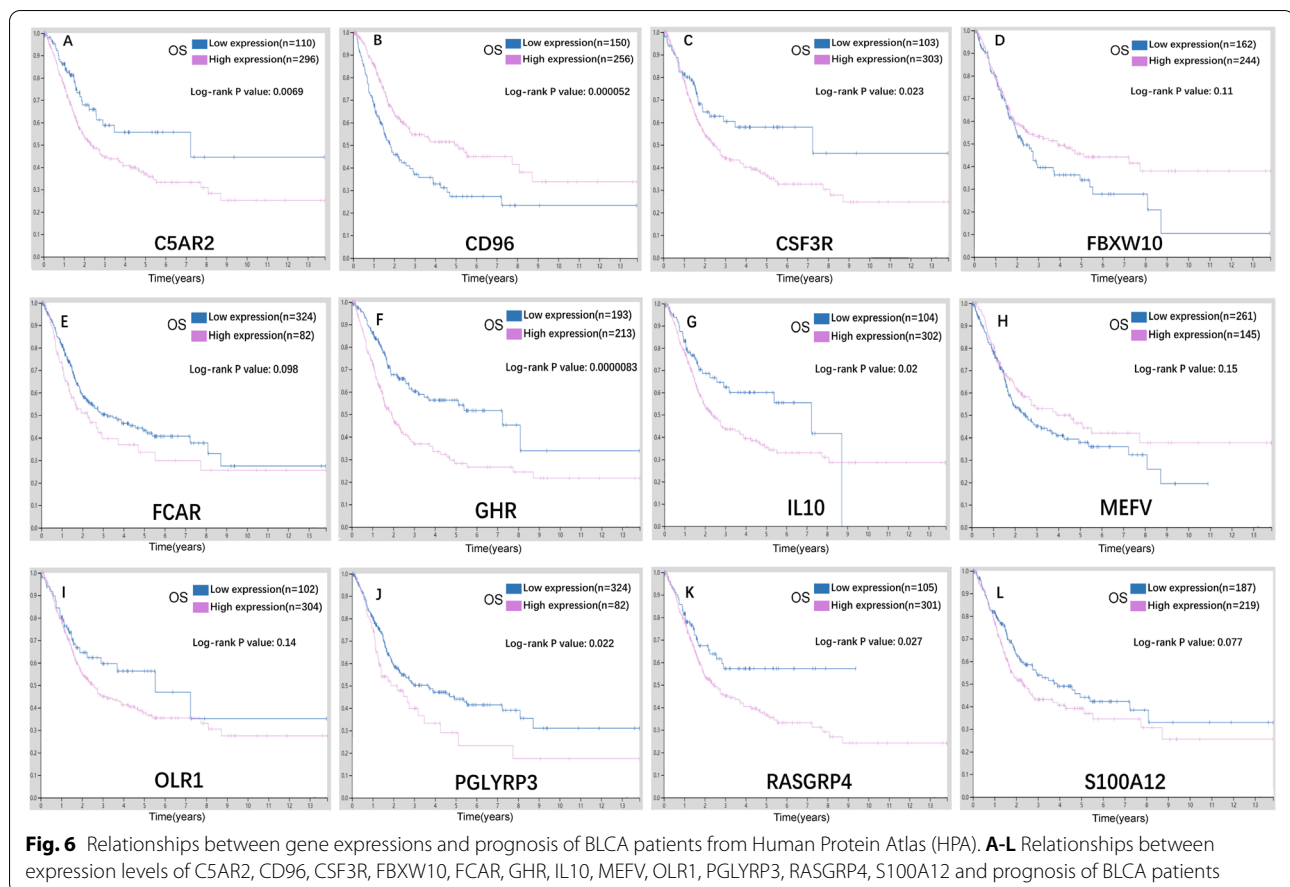 A
OS
Low expression(n=110)
High expression(n=296)
Log-rank P value: 0.0069
C5AR2
Time(years)
B
OS
Low expression(n=150)
High expression(n=256)
Log-rank P value: 0.000052
CD96
Time(years)
C
OS
Low expression(n=103)
High expression(n=303)
Log-rank P value: 0.023
CSF3R
Time(years)
D
OS
Low expression(n=162)
High expression(n=244)
Log-rank P value: 0.11
FBXW10
Time(years)
E
OS
Low expression(n=324)
High expression(n=82)
Log-rank P value: 0.098
FCAR
Time(years)
F
OS
Low expression(n=193)
High expression(n=213)
Log-rank P value: 0.0000083
GHR
Time(years)
G
OS
Low expression(n=104)
High expression(n=302)
Log-rank P value: 0.02
IL10
Time(years)
H
OS
Low expression(n=261)
High expression(n=145)
Log-rank P value: 0.15
MEFV
Time(years)
I
OS
Low expression(n=102)
High expression(n=304)
Log-rank P value: 0.14
OLR1
Time(years)
J
OS
Low expression(n=324)
High expression(n=82)
Log-rank P value: 0.022
PGLYRP3
Time(years)
K
OS
Low expression(n=105)
High expression(n=301)
Log-rank P value: 0.027
RASGRP4
Time(years)
L
OS
Low expression(n=187)
High expression(n=219)
Log-rank P value: 0.077
S100A12
Time(years)
Fig. 6 Relationships between gene expressions and prognosis of BLCA patients from Human Protein Atlas (HPA). A-L Relationships between
expression levels of C5AR2, CD96, CSF3R, FBXW10, FCAR, GHR, IL10, MEFV, OLR1, PGLYRP3, RASGRP4, S100A12 and prognosis of BLCA patients